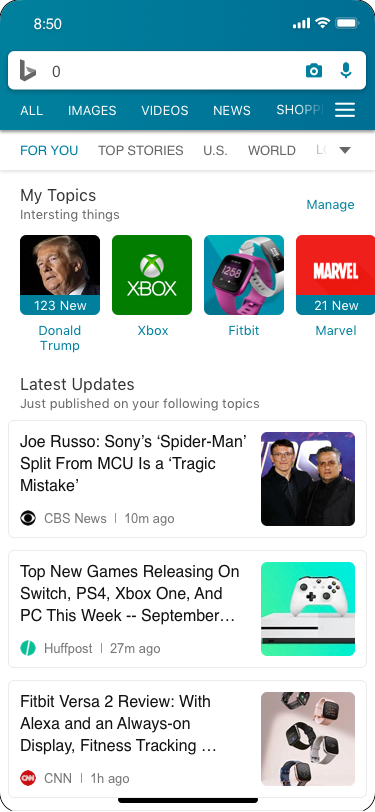 8:50
0
ALL IMAGES VIDEOS NEWS SHOPP
FOR YOU TOP STORIES U.S. WORLD
My Topics
Intersting things
Manage
12:58
XBOX
MARVEL
123 New
21 New
Donald
Trump
Xbox
Fitbit
Marvel
Latest Updates
Just published on your following topics
Joe Russo: Sony's ‘Spider-Man’
Split From MCU Is a ‘Tragic
Mistake’
CBS News | 10m ago
Top New Games Releasing On
Switch, PS4, Xbox One, And
PC This Week -- September…
Huffpost | 27m ago
Fitbit Versa 2 Review: With
Alexa and an Always-on
Display, Fitness Tracking …
CNN
CNN | 1h ago